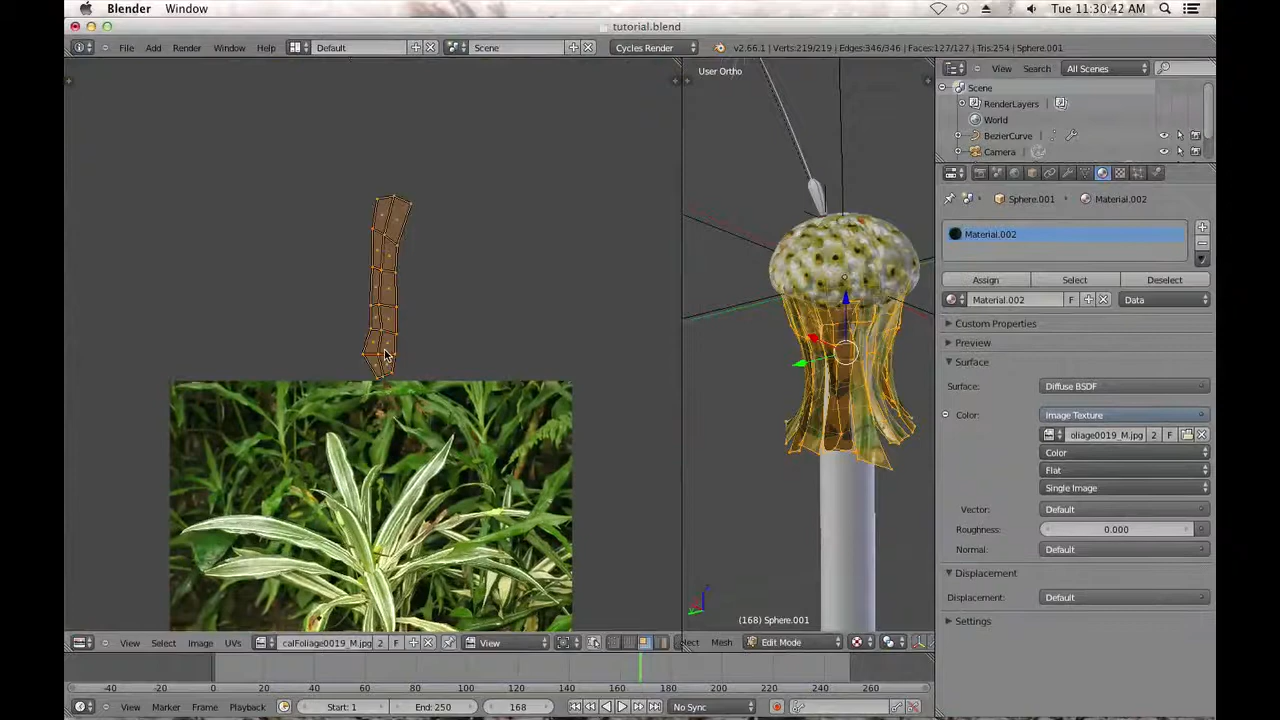 Blender Window Tue 11:30:42 AM
tutorial.blend
File Add Render Window Help Default Scene Cycles Render v2.66.1 | Verts:219/219 | Edges:346/346 | Faces:127/127 | Tris:254 | Sphere.001
User Ortho
View Search All Scenes
Scene
RenderLayers
World
BezierCurve
Camera
Sphere.001 Material.002
Material.002
Assign Select Deselect
Material.002 F Data
Custom Properties
Preview
Surface
Surface: Diffuse BSDF
Color: Image Texture
oliage0019_M.jpg 2 F
Color
Flat
Single Image
Vector: Default
Roughness: 0.000
Normal: Default
Displacement
Displacement: Default
Settings
z
y
(168) Sphere.001
View Select Image UVs calFoliage0019_M.jpg 2 F View
lect Mesh Edit Mode
-40 -20 0 20 40 60 80 100 120 140 160 180 200 220 240 260
View Marker Frame Playback Start: 1 End: 250 168 No Sync